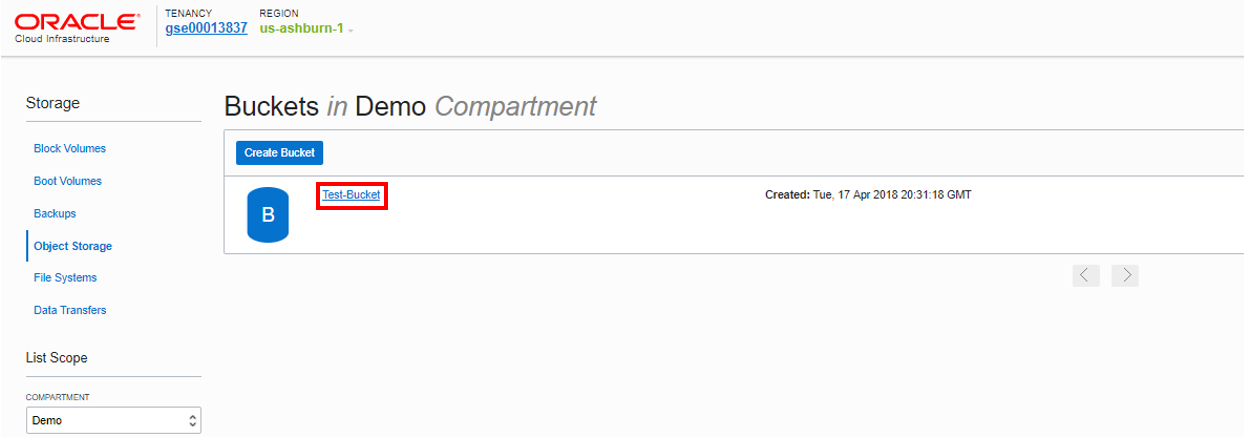 ORACLE
Cloud Infrastructure
TENANCY
gse00013837
REGION
us-ashburn-1
Storage
Block Volumes
Boot Volumes
Backups
Object Storage
File Systems
Data Transfers
List Scope
COMPARTMENT
Demo
Buckets in Demo Compartment
Create Bucket
B
Test-Bucket
Created: Tue, 17 Apr 2018 20:31:18 GMT